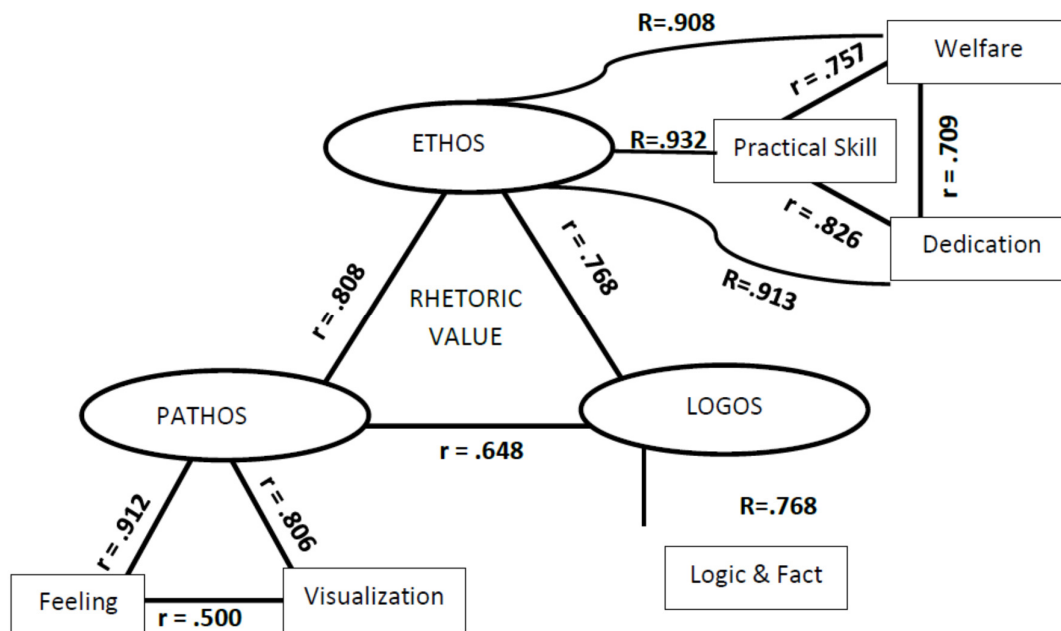 R=.908
Welfare
r = .757
ETHOS
R=.932
Practical Skill
r = .709
r = .826
Dedication
R=.913
r = .808
r = .768
RHETORIC
VALUE
PATHOS
LOGOS
r = .648
r = .912
r = .806
R=.768
Logic & Fact
Feeling
Visualization
r = .500